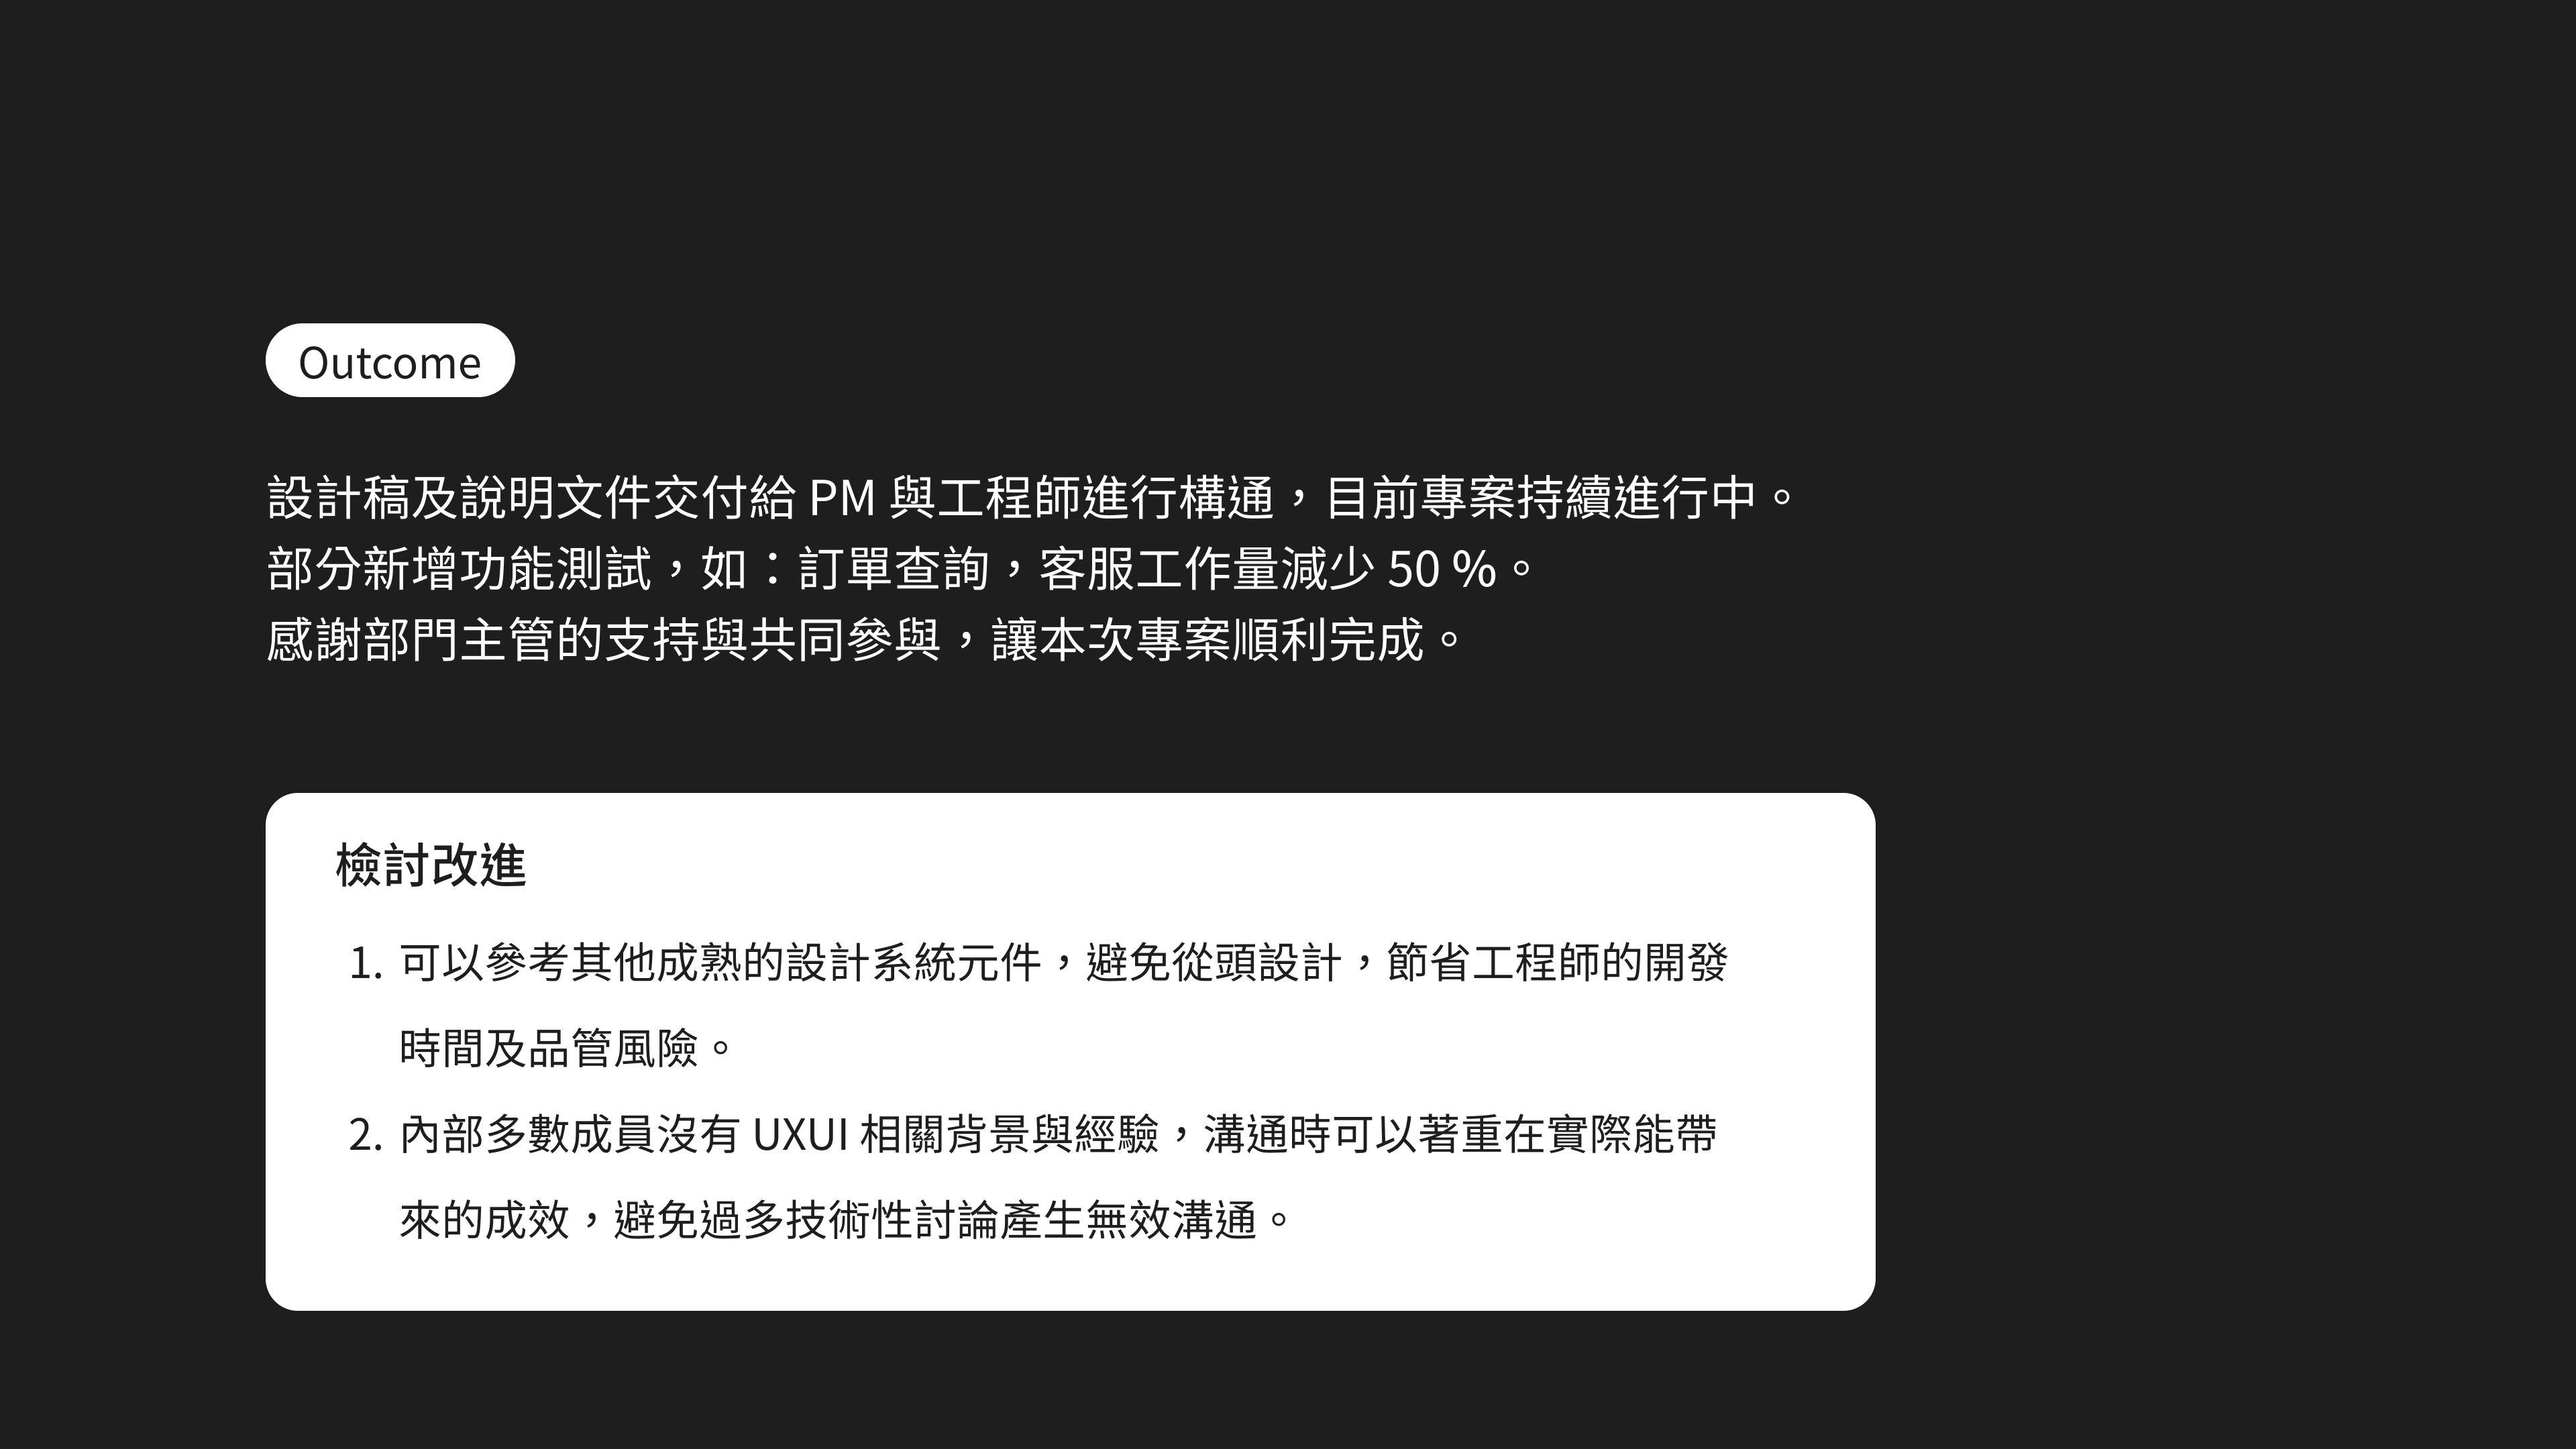 Outcome
設計稿及說明文件交付給 PM 與工程師進行構通，目前專案持續進行中。
部分新增功能測試，如：訂單查詢，客服工作量減少 50 %。
感謝部門主管的支持與共同參與，讓本次專案順利完成。
檢討改進
1. 可以參考其他成熟的設計系統元件，避免從頭設計，節省工程師的開發
時間及品管風險。
2. 內部多數成員沒有 UXUI 相關背景與經驗，溝通時可以著重在實際能帶
來的成效，避免過多技術性討論產生無效溝通。